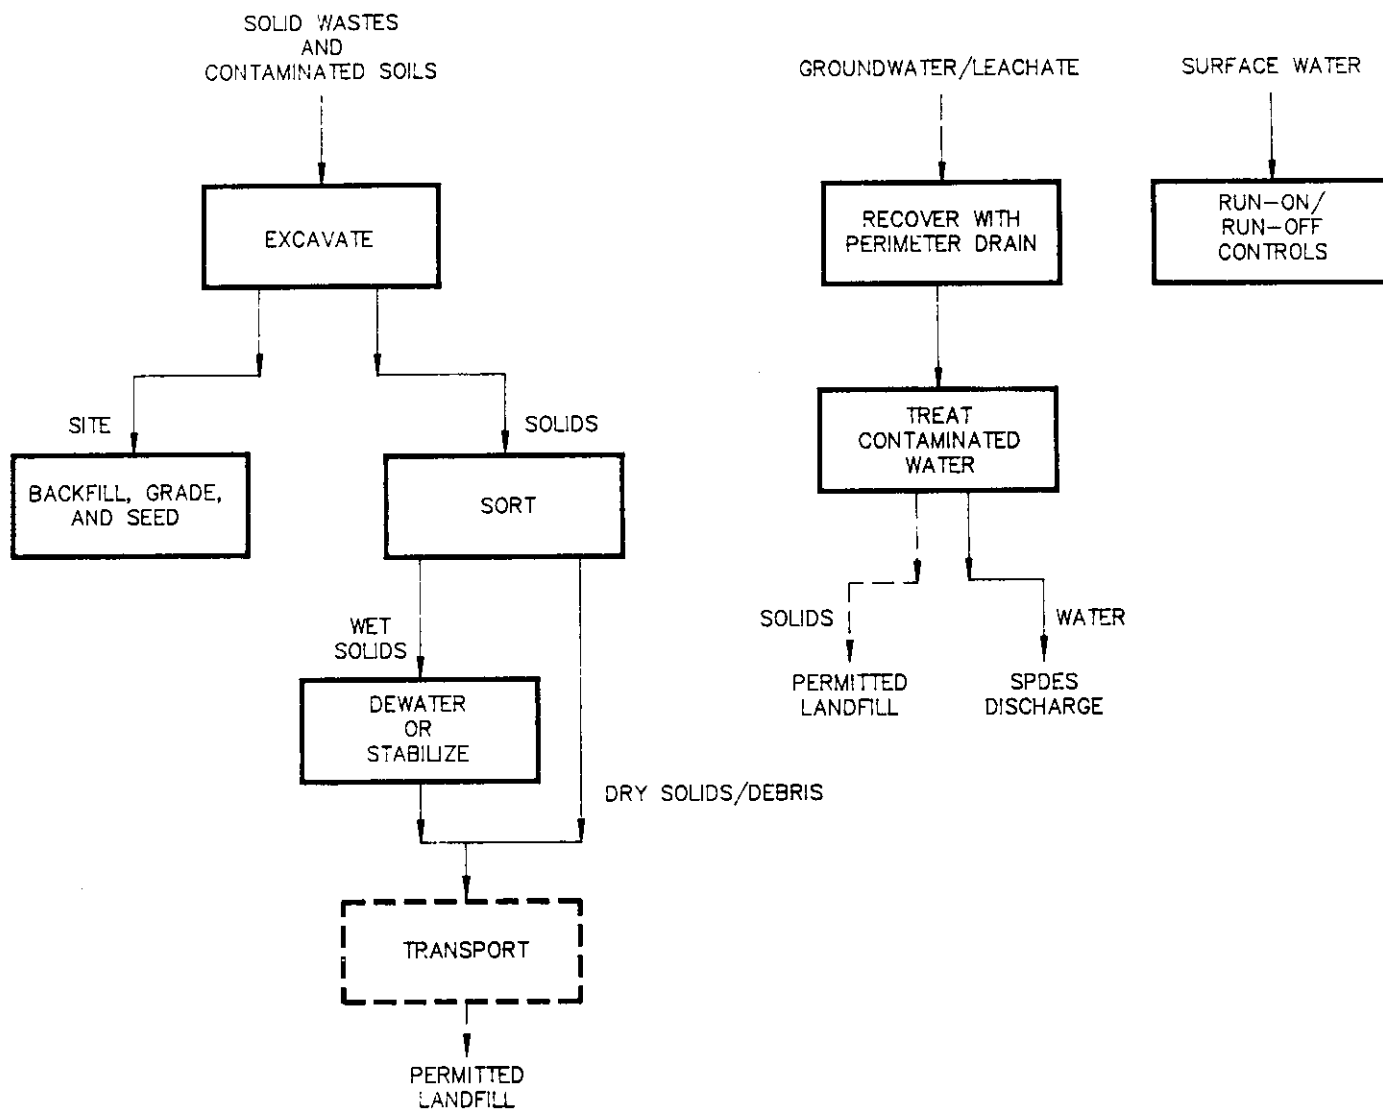 SOLID WASTES
AND
CONTAMINATED SOILS
GROUNDWATER/LEACHATE
SURFACE WATER
EXCAVATE
RECOVER WITH
PERIMETER DRAIN
RUN-ON/
RUN-OFF
CONTROLS
SITE
SOLIDS
BACKFILL, GRADE,
AND SEED
SORT
TREAT
CONTAMINATED
WATER
WET
SOLIDS
SOLIDS
WATER
DEWATER
OR
STABILIZE
PERMITTED
LANDFILL
SPDES
DISCHARGE
DRY SOLIDS/DEBRIS
TRANSPORT
PERMITTED
LANDFILL